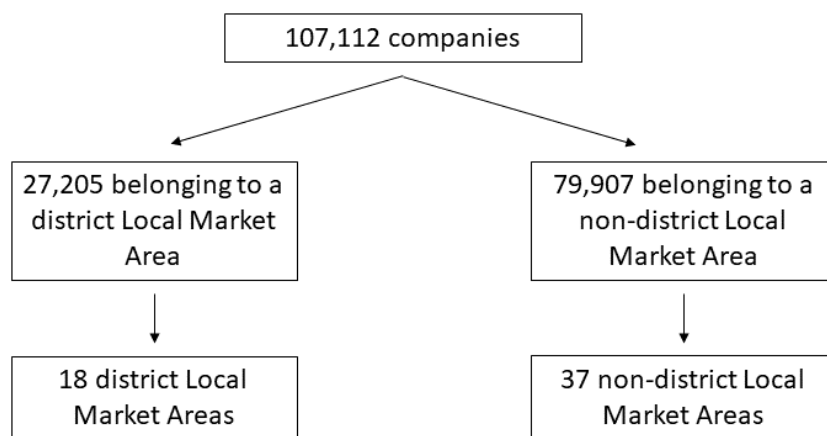 107,112 companies
27,205 belonging to a
district Local Market
Area
79,907 belonging to a
non-district Local
Market Area
18 district Local
Market Areas
37 non-district Local
Market Areas